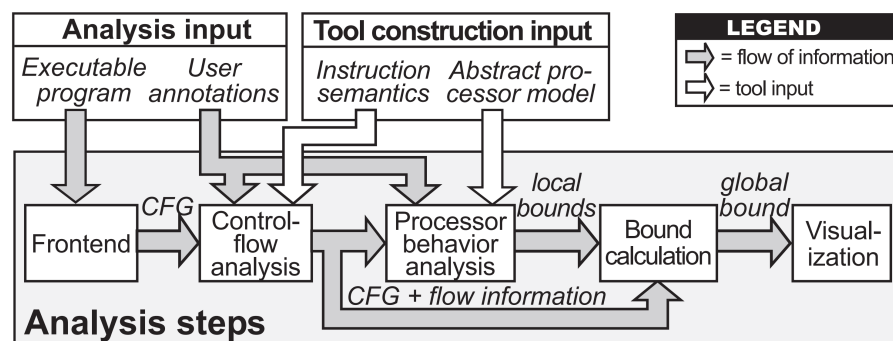 Analysis input
Executable
program
User
annotations
Tool construction input
Instruction
semantics
Abstract pro-
cessor model
LEGEND
= flow of information
= tool input
CFG
local
bounds
global
bound
Frontend
Control-
flow
analysis
Processor
behavior
analysis
Bound
calculation
Visual-
ization
CFG + flow information
Analysis steps